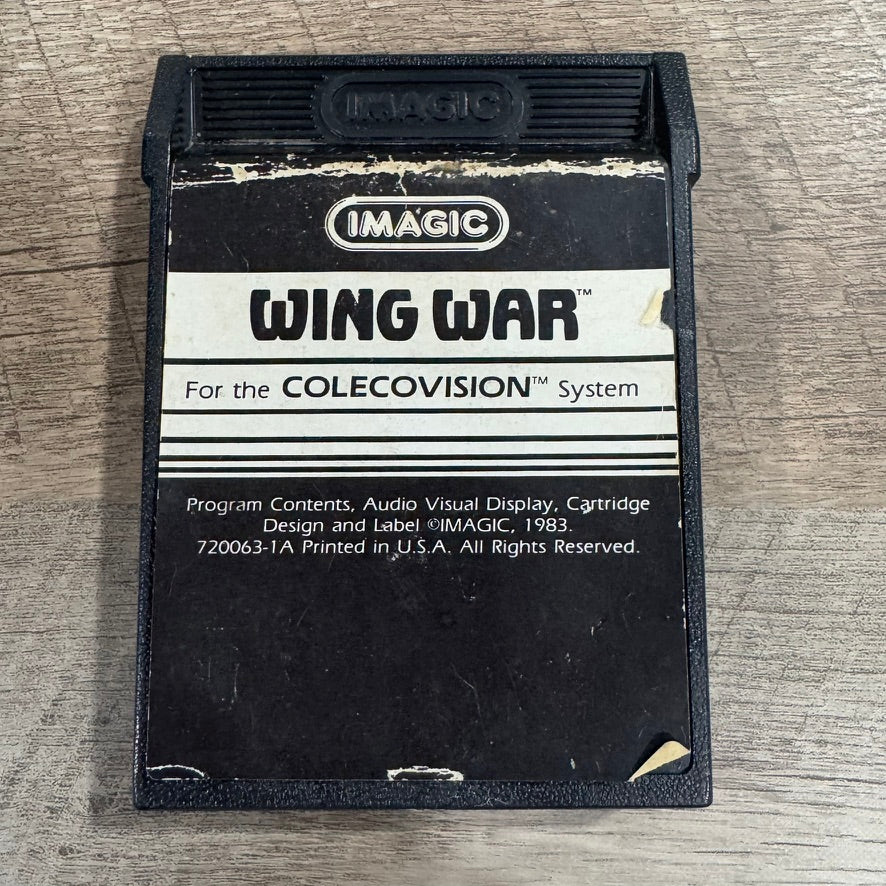 IMAGIC
IMAGIC
WING WAR™
For the COLECOVISION™ System
Program Contents, Audio Visual Display, Cartridge
Design and Label ©IMAGIC, 1983.
720063-1A Printed in U.S.A. All Rights Reserved.